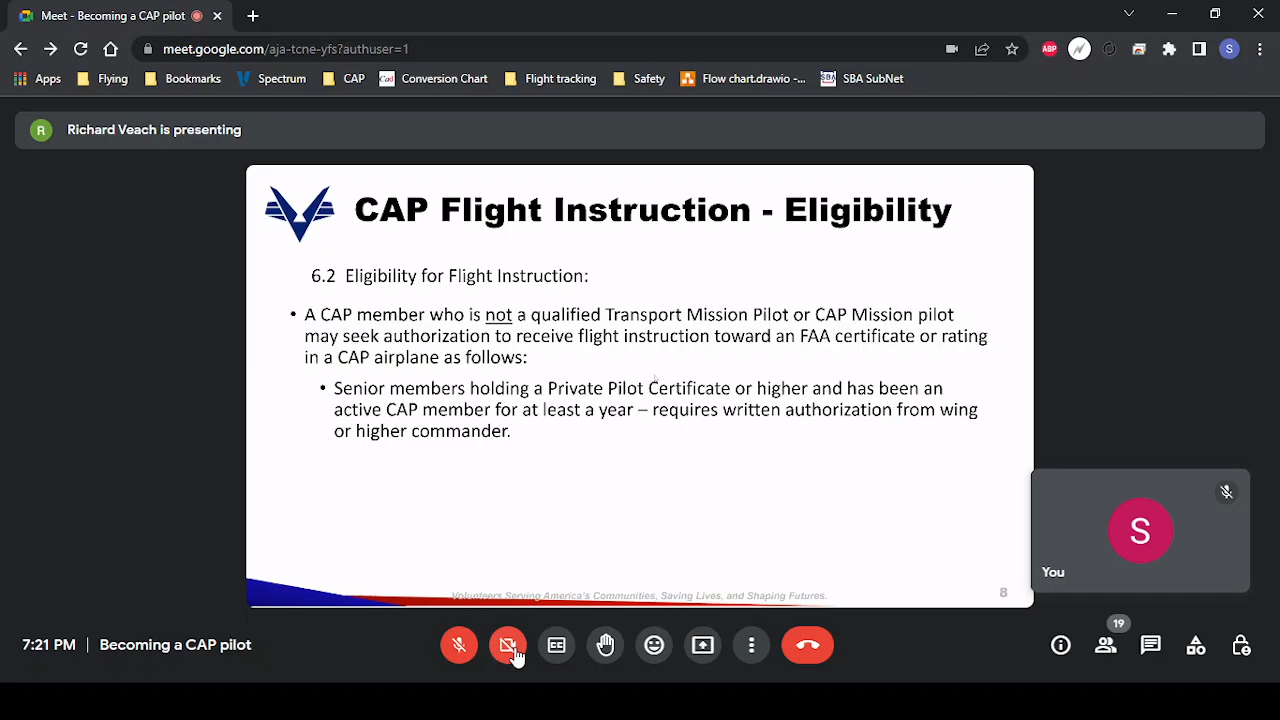 Meet - Becoming a CAP pilot
meet.google.com/aja-tcne-yfs?authuser=1
ABP
S
Apps
Flying
Bookmarks
Spectrum
CAP
Cad
Conversion Chart
Flight tracking
Safety
Flow chart.drawio -...
SBA
SBA SubNet
R
Richard Veach is presenting
CAP Flight Instruction - Eligibility
6.2 Eligibility for Flight Instruction:
• A CAP member who is not a qualified Transport Mission Pilot or CAP Mission pilot
may seek authorization to receive flight instruction toward an FAA certificate or rating
in a CAP airplane as follows:
• Senior members holding a Private Pilot Certificate or higher and has been an
active CAP member for at least a year – requires written authorization from wing
or higher commander.
S
You
Volunteers Serving America's Communities, Saving Lives, and Shaping Futures.
8
7:21 PM | Becoming a CAP pilot
CC
19